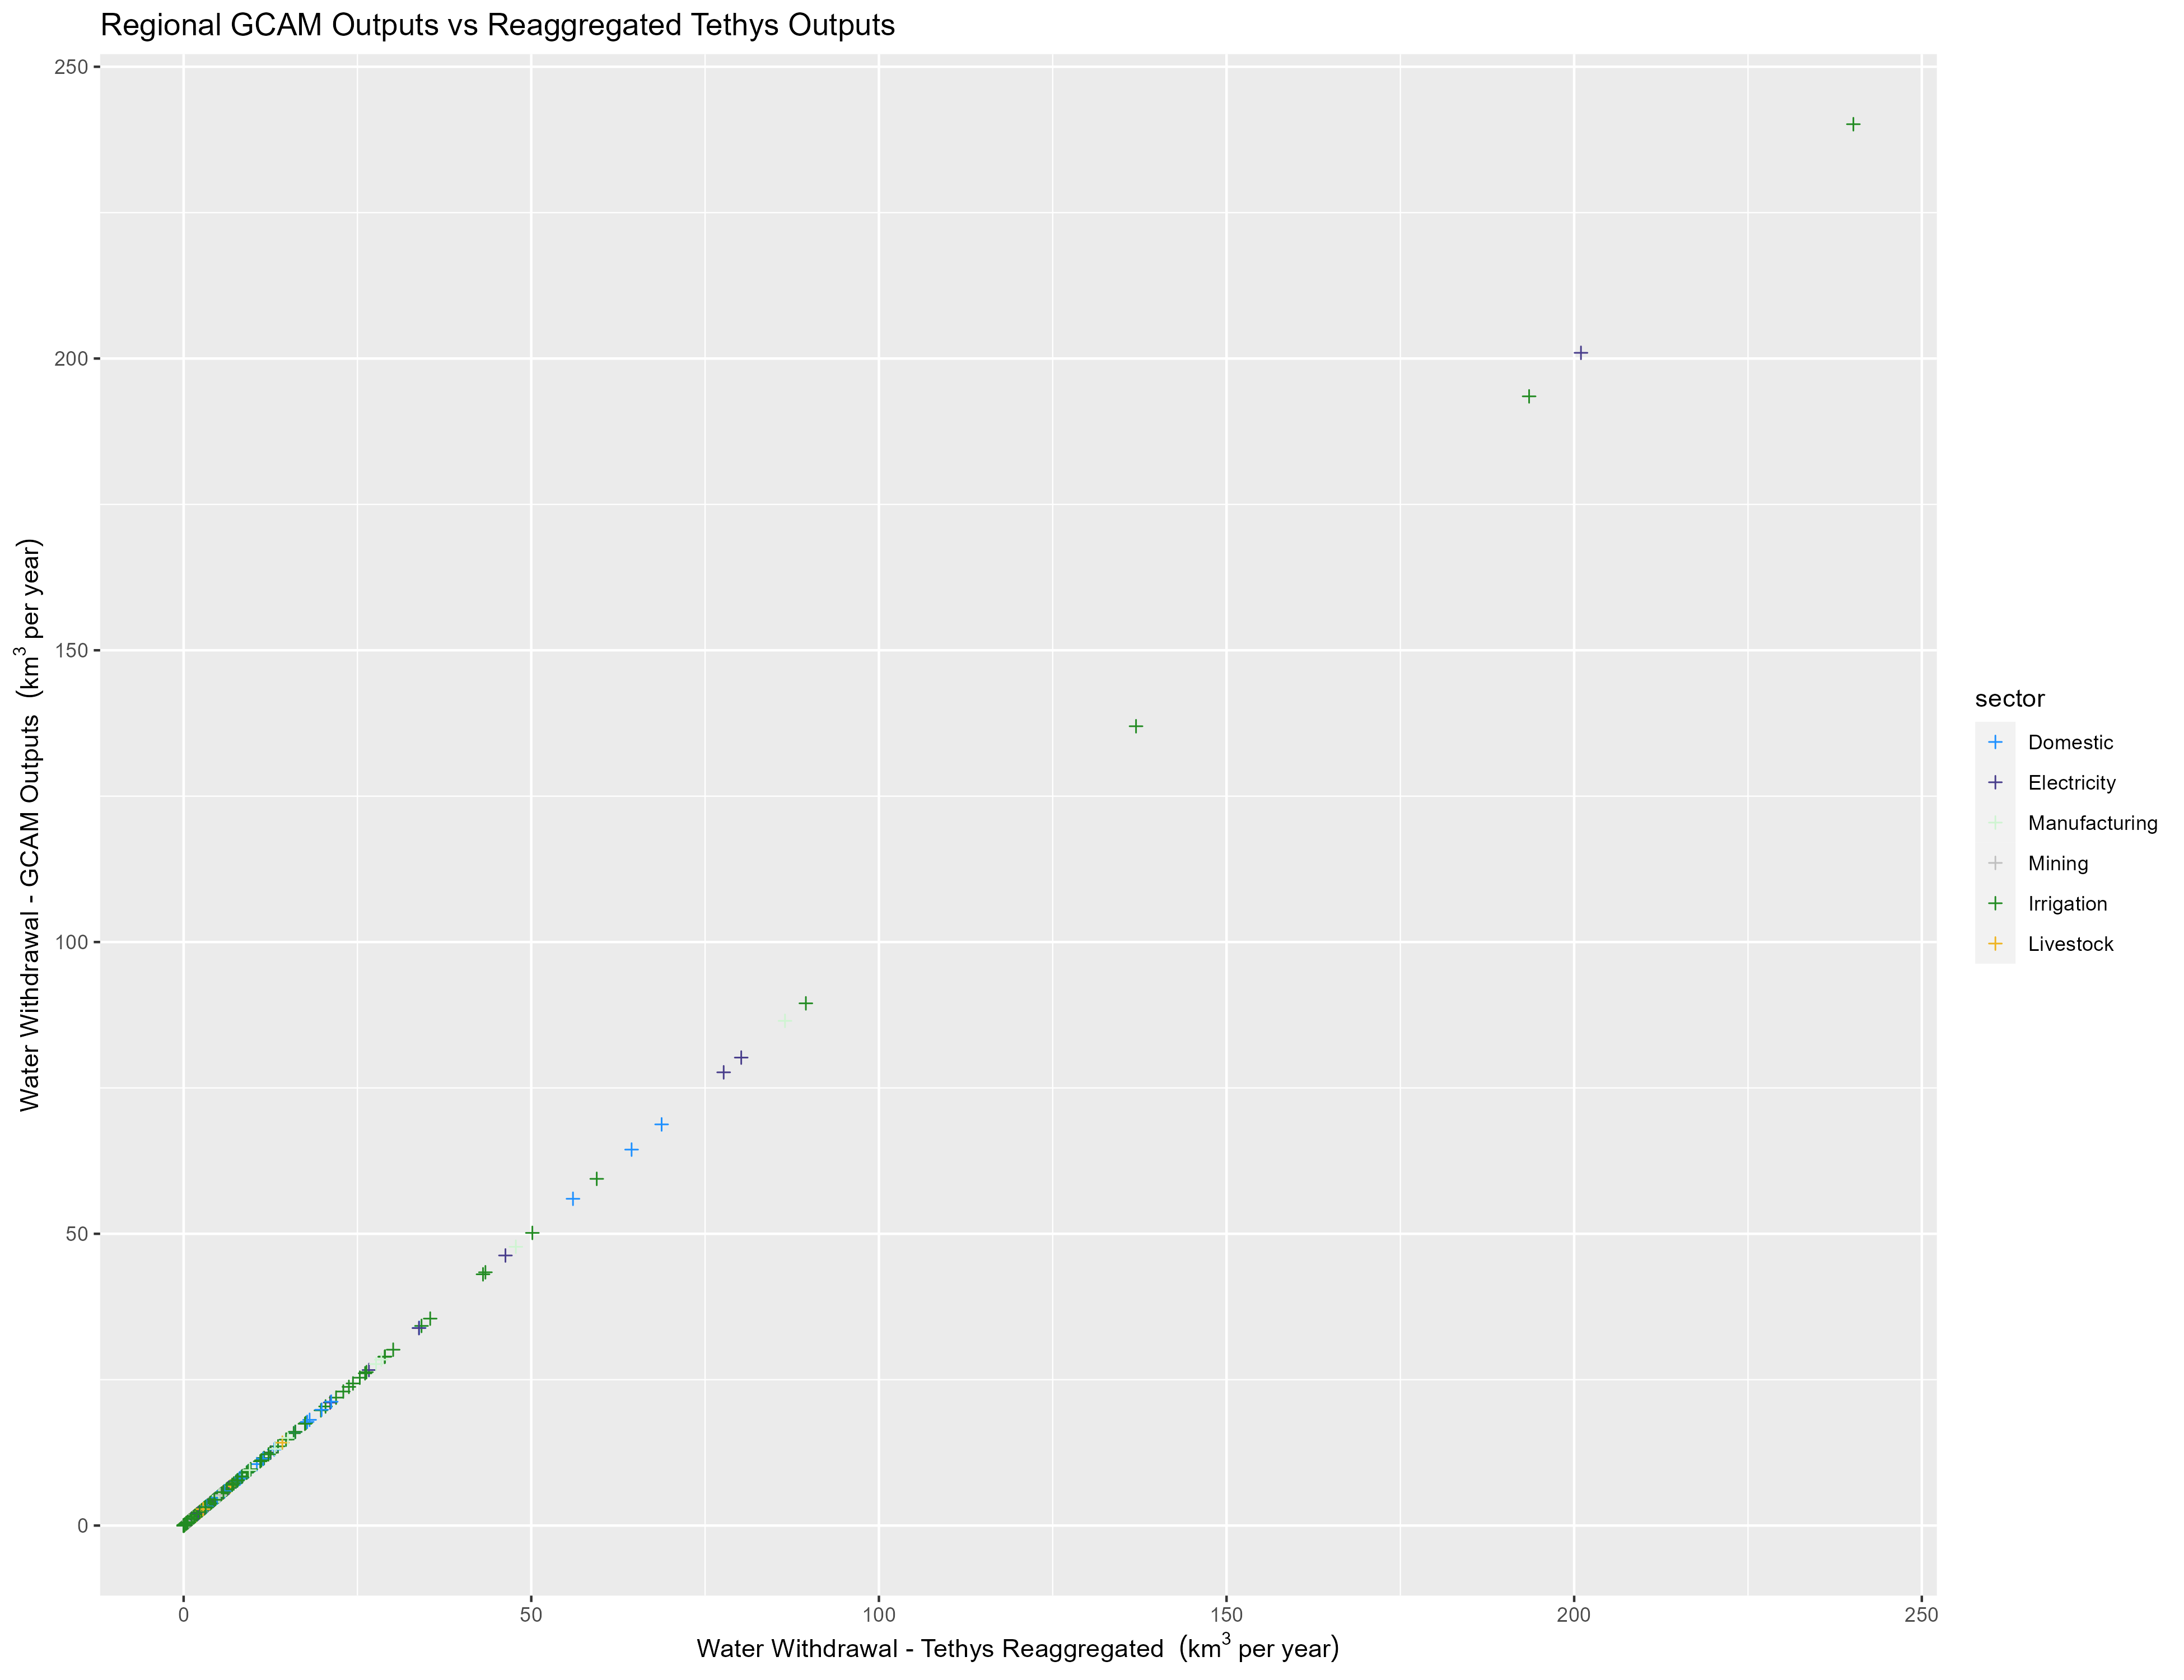 Regional GCAM Outputs vs Reaggregated Tethys Outputs
Water Withdrawal - GCAM Outputs (km³ per year)
250
200
150
100
50
0
0 50 100 150 200 250
Water Withdrawal - Tethys Reaggregated (km³ per year)
sector
Domestic
Electricity
Manufacturing
Mining
Irrigation
Livestock